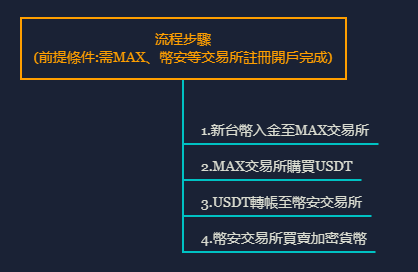 流程步驟
(前提條件:需MAX、幣安等交易所註冊開戶完成)
1.新台幣入金至MAX交易所
2.MAX交易所購買USDT
3.USDT轉帳至幣安交易所
4.幣安交易所買賣加密貨幣